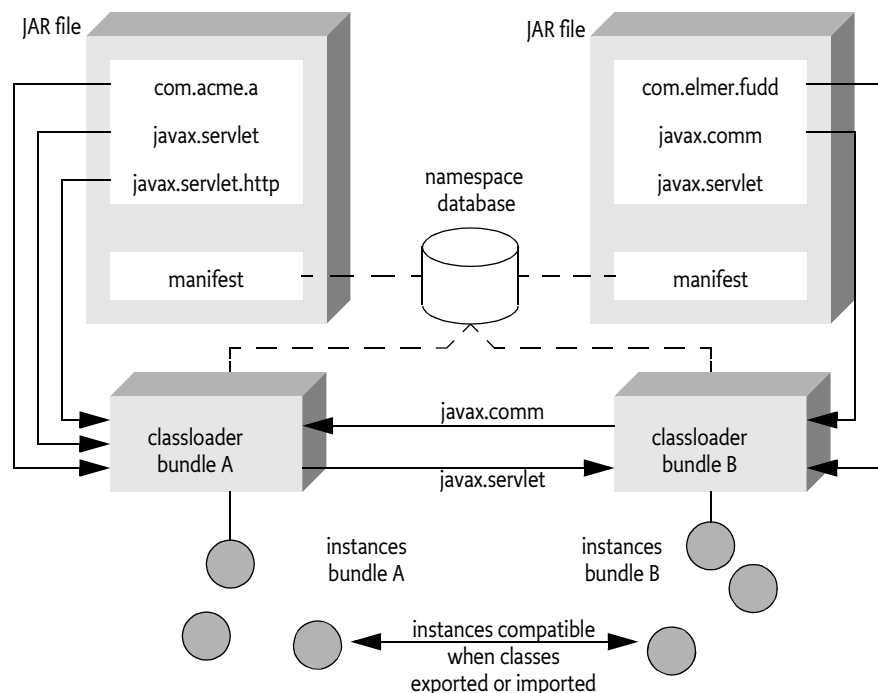 JAR file
com.acme.a
javax.servlet
javax.servlet.http
manifest
namespace
database
JAR file
com.elmer.fudd
javax.comm
javax.servlet
manifest
classloader
bundle A
javax.comm
javax.servlet
classloader
bundle B
instances
bundle A
instances
bundle B
instances compatible
when classes
exported or imported